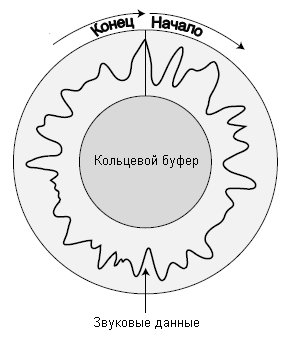 Конец
Начало
Кольцевой буфер
Звуковые данные